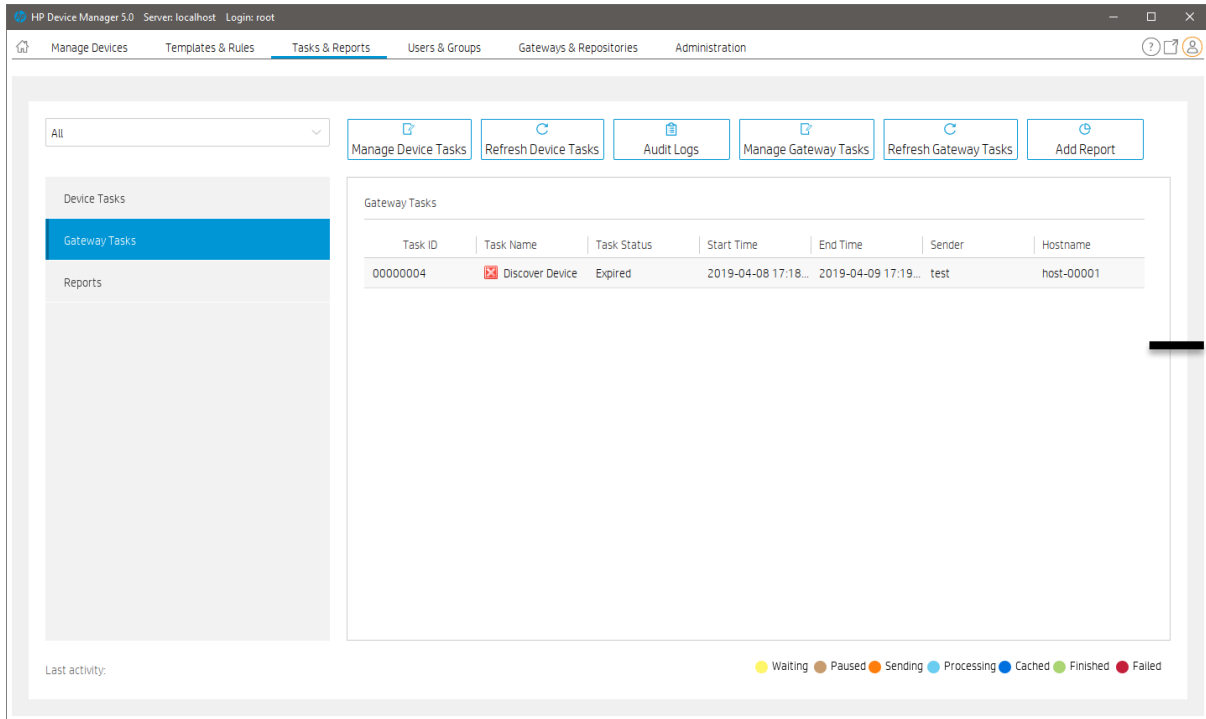 HP Device Manager 5.0 Server: localhost Login: root
Manage Devices Templates & Rules Tasks & Reports Users & Groups Gateways & Repositories Administration ?
All
Manage Device Tasks Refresh Device Tasks Audit Logs Manage Gateway Tasks Refresh Gateway Tasks Add Report
Device Tasks
Gateway Tasks
Reports
Gateway Tasks
Task ID Task Name Task Status Start Time End Time Sender Hostname
00000004 Discover Device Expired 2019-04-08 17:18... 2019-04-09 17:19... test host-00001
Last activity:
Waiting Paused Sending Processing Cached Finished Failed